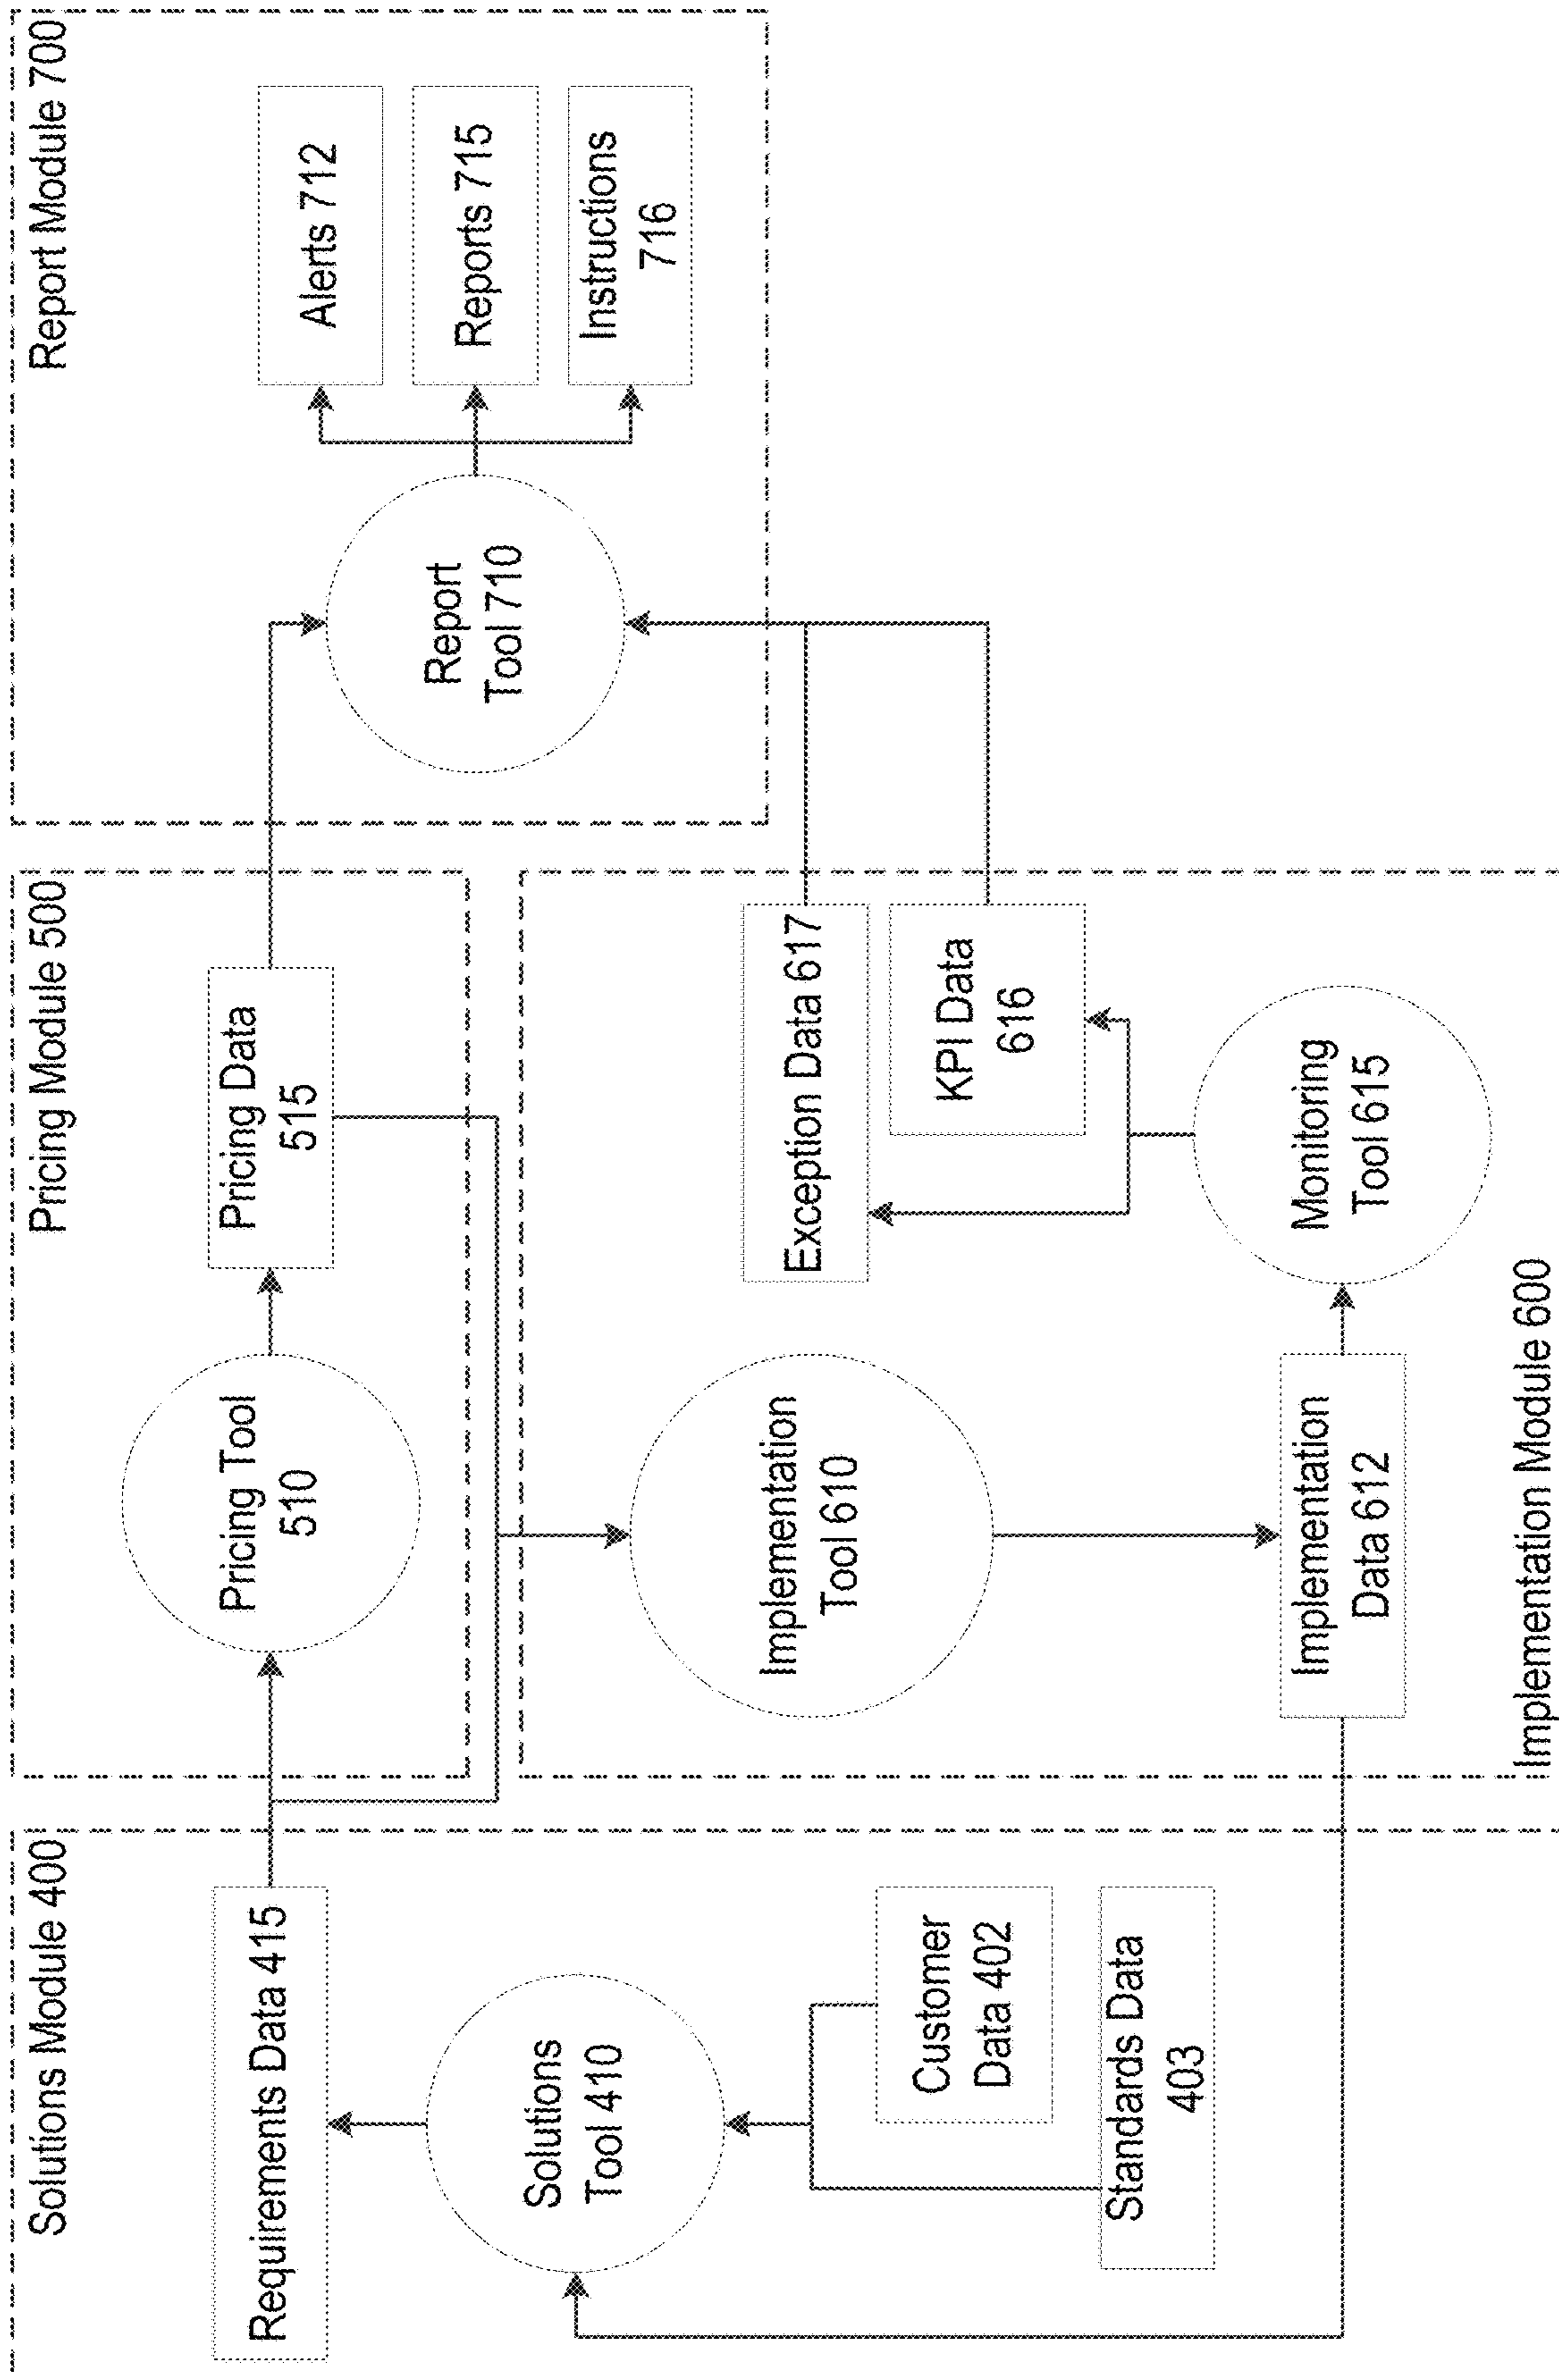 Solutions Module 400
Requirements Data 415
Solutions
Tool 410
Customer
Data 402
Standards Data
403
Pricing Module 500
Pricing Tool
510
Pricing Data
515
Implementation
Tool 610
Implementation
Data 612
Exception Data 617
KPI Data
616
Monitoring
Tool 615
Implementation Module 600
Report Module 700
Report
Tool 710
Alerts 712
Reports 715
Instructions
716